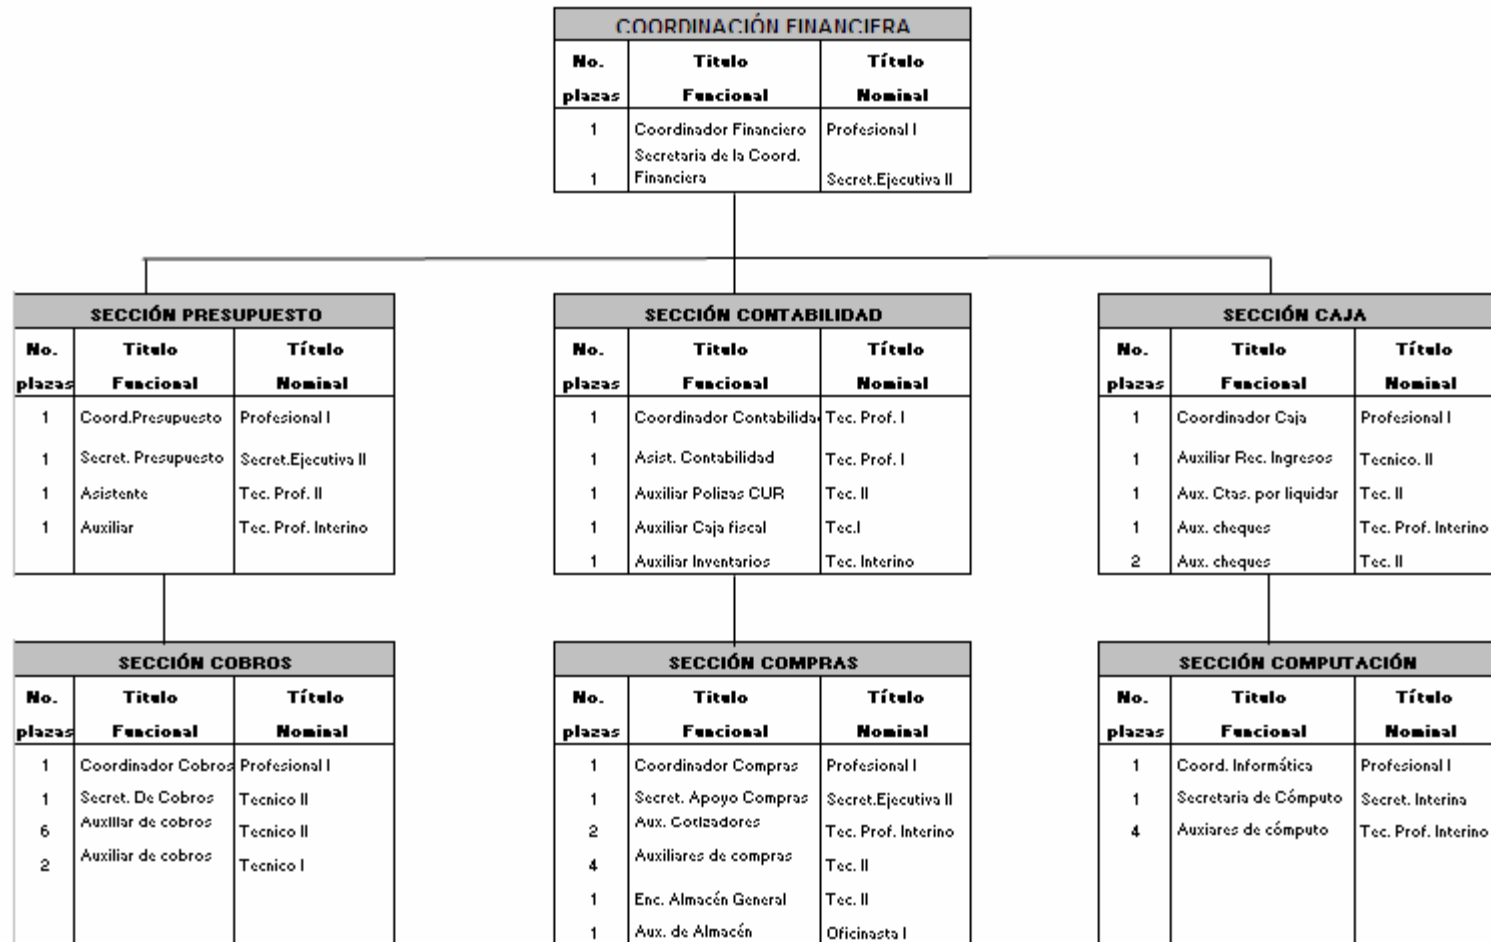 COORDINACIÓN FINANCIERA
No. Titulo Título
plazas Funcional Nominal
1 Coordinador Financiero Profesional I
Secretaria de la Coord.
1 Financiera Secret.Ejecutiva II
SECCIÓN PRESUPUESTO
No. Titulo Título
plazas Funcional Nominal
1 Coord.Presupuesto Profesional I
1 Secret. Presupuesto Secret.Ejecutiva II
1 Asistente Tec. Prof. II
1 Auxiliar Tec. Prof. Interino
SECCIÓN CONTABILIDAD
No. Titulo Título
plazas Funcional Nominal
1 Coordinador Contabilida Tec. Prof. I
1 Asist. Contabilidad Tec. Prof. I
1 Auxiliar Polizas CUR Tec. II
1 Auxiliar Caja fiscal Tec.I
1 Auxiliar Inventarios Tec. Interino
SECCIÓN CAJA
No. Titulo Título
plazas Funcional Nominal
1 Coordinador Caja Profesional I
1 Auxiliar Rec. Ingresos Tecnico. II
1 Aux. Ctas. por liquidar Tec. II
1 Aux. cheques Tec. Prof. Interino
2 Aux. cheques Tec. II
SECCIÓN COBROS
No. Titulo Título
plazas Funcional Nominal
1 Coordinador Cobros Profesional I
1 Secret. De Cobros Tecnico II
6 Auxiliar de cobros Tecnico II
2 Auxiliar de cobros Tecnico I
SECCIÓN COMPRAS
No. Titulo Título
plazas Funcional Nominal
1 Coordinador Compras Profesional I
1 Secret. Apoyo Compras Secret.Ejecutiva II
2 Aux. Cotizadores Tec. Prof. Interino
4 Auxiliares de compras Tec. II
1 Enc. Almacén General Tec. II
1 Aux. de Almacén Oficinasta I
SECCIÓN COMPUTACIÓN
No. Titulo Título
plazas Funcional Nominal
1 Coord. Informática Profesional I
1 Secretaria de Cómputo Secret. Interina
4 Auxiares de cómputo Tec. Prof. Interino